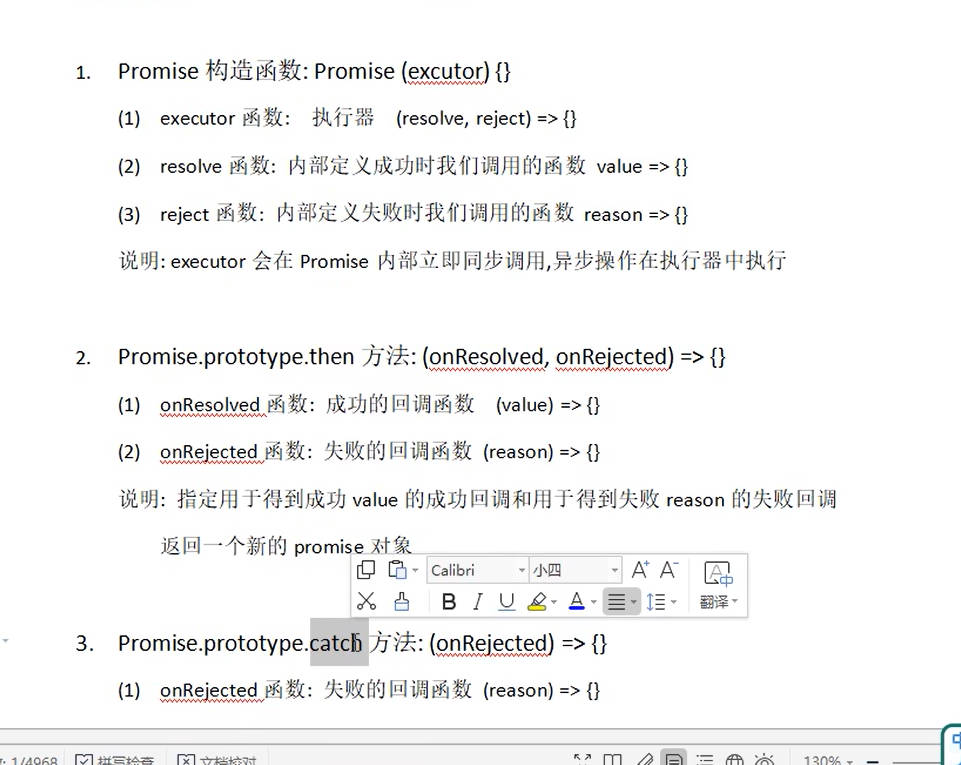 1. Promise 构造函数: Promise (excutor) {}
(1) executor 函数: 执行器 (resolve, reject) => {}
(2) resolve 函数: 内部定义成功时我们调用的函数 value => {}
(3) reject 函数: 内部定义失败时我们调用的函数 reason => {}
说明: executor 会在 Promise 内部立即同步调用,异步操作在执行器中执行
2. Promise.prototype.then 方法: (onResolved, onRejected) => {}
(1) onResolved 函数: 成功的回调函数 (value) => {}
(2) onRejected 函数: 失败的回调函数 (reason) => {}
说明: 指定用于得到成功 value 的成功回调和用于得到失败 reason 的失败回调
返回一个新的 promise 对象
Calibri 小四 A+ A-
B I U A 翻译
3. Promise.prototype.catch 方法: (onRejected) => {}
(1) onRejected 函数: 失败的回调函数 (reason) => {}
1/4968 拼写检查 文档校对 130%